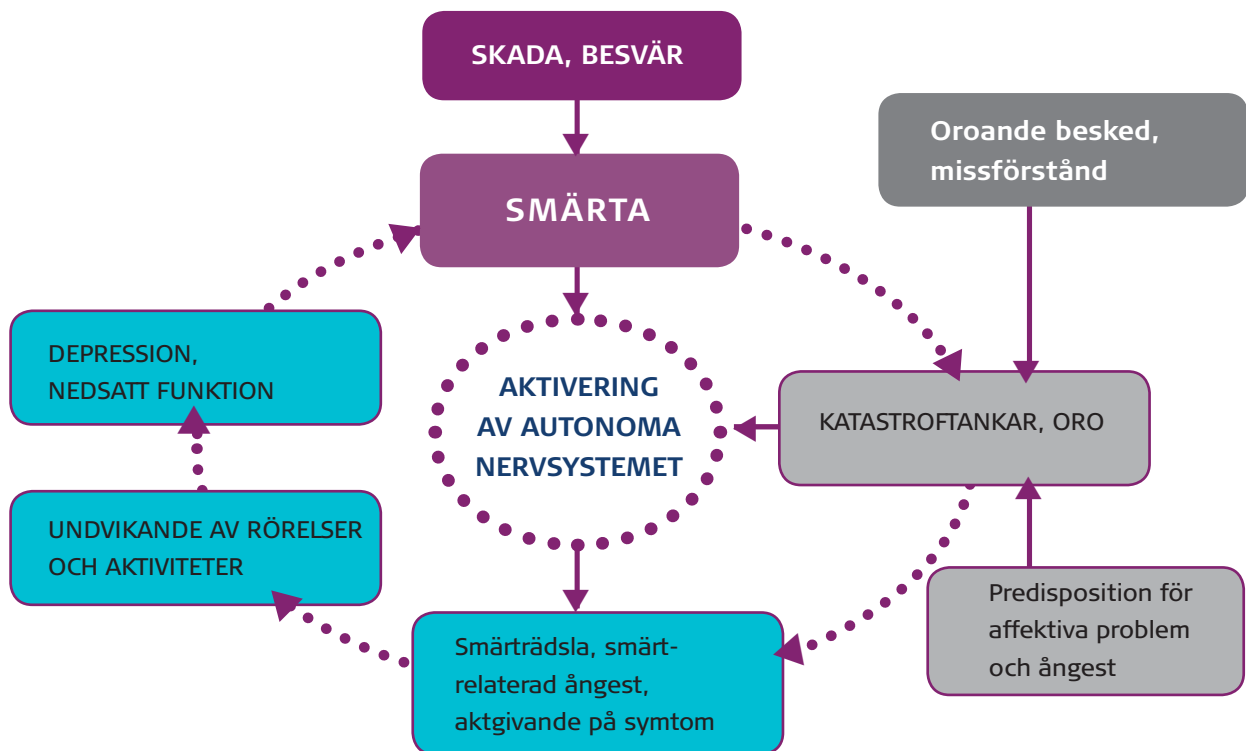 SKADA, BESVÄR
Oroande besked,
missförstånd
SMÄRTA
DEPRESSION,
NEDSATT FUNKTION
AKTIVERING
AV AUTONOMA
NERVSYSTEMET
KATASTROFTANKAR, ORO
UNDVIKANDE AV RÖRELSER
OCH AKTIVITETER
Predisposition för
affektiva problem
och ångest
Smärträdsla, smärt-
relaterad ångest,
aktgivande på symtom